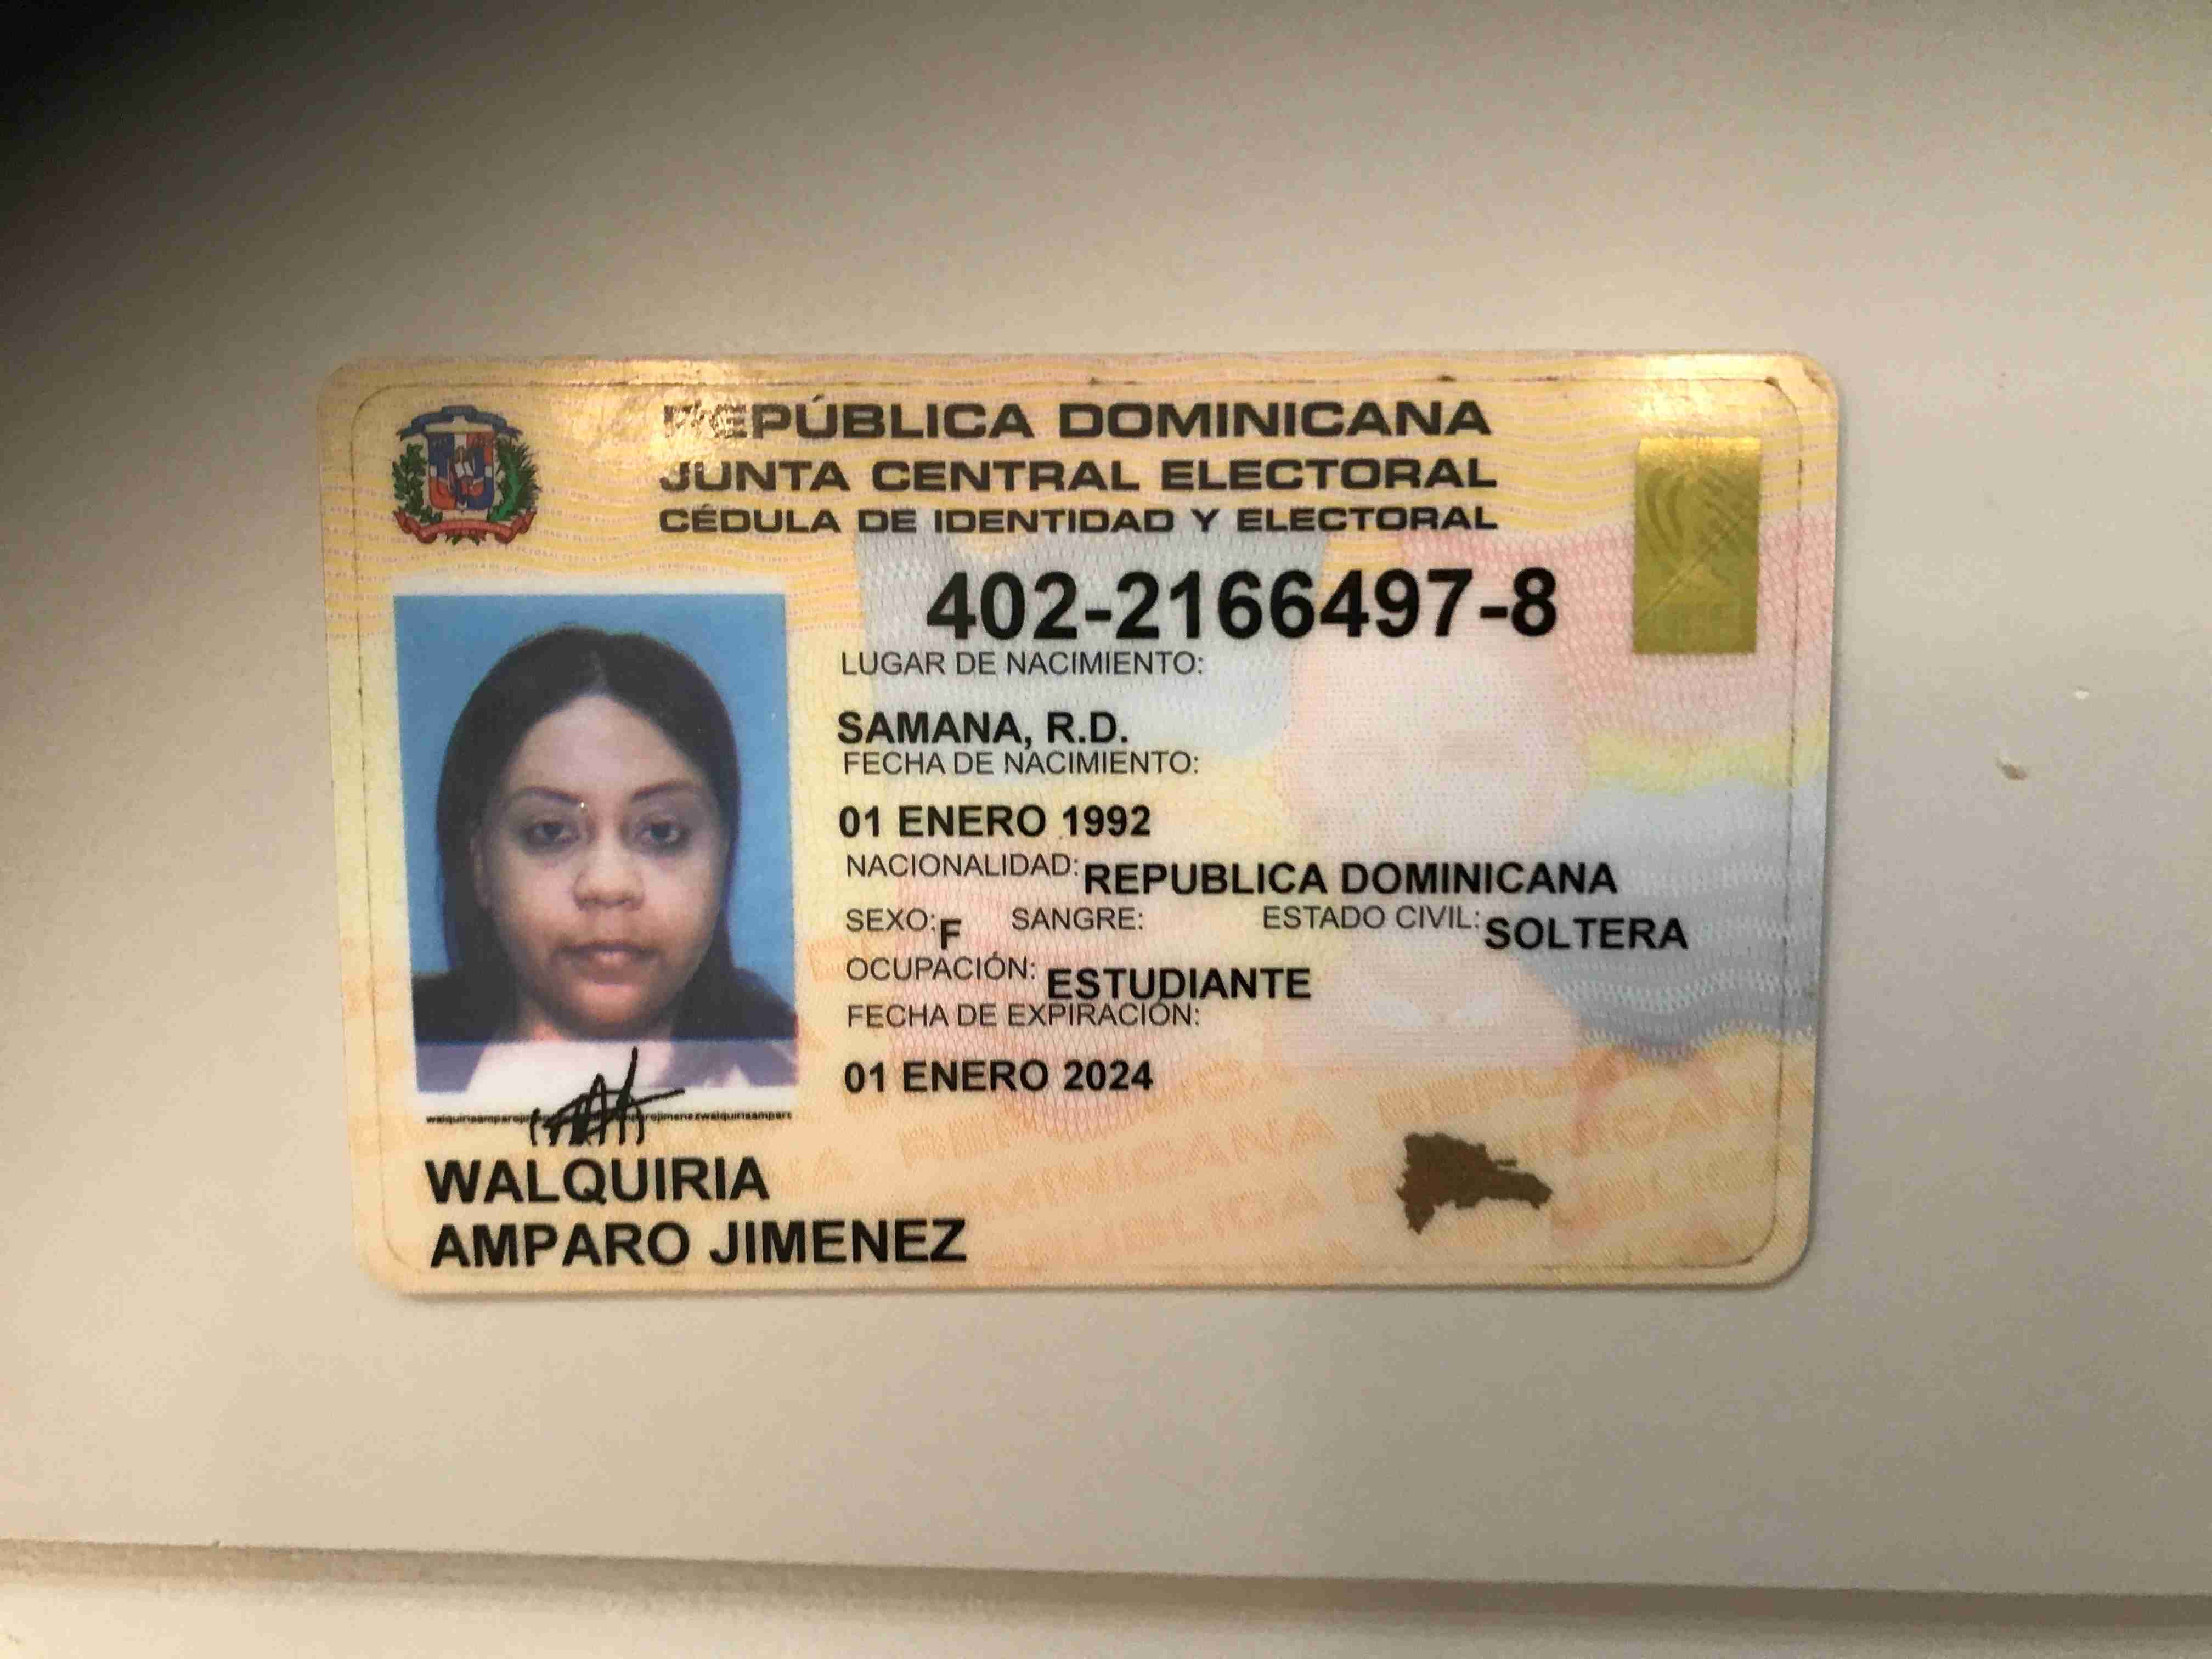 REPÚBLICA DOMINICANA
JUNTA CENTRAL ELECTORAL
CÉDULA DE IDENTIDAD Y ELECTORAL
402-2166497-8
LUGAR DE NACIMIENTO:
SAMANA, R.D.
FECHA DE NACIMIENTO:
01 ENERO 1992
NACIONALIDAD: REPUBLICA DOMINICANA
SEXO: F SANGRE: ESTADO CIVIL: SOLTERA
OCUPACIÓN: ESTUDIANTE
FECHA DE EXPIRACIÓN:
01 ENERO 2024
WALQUIRIA
AMPARO JIMENEZ